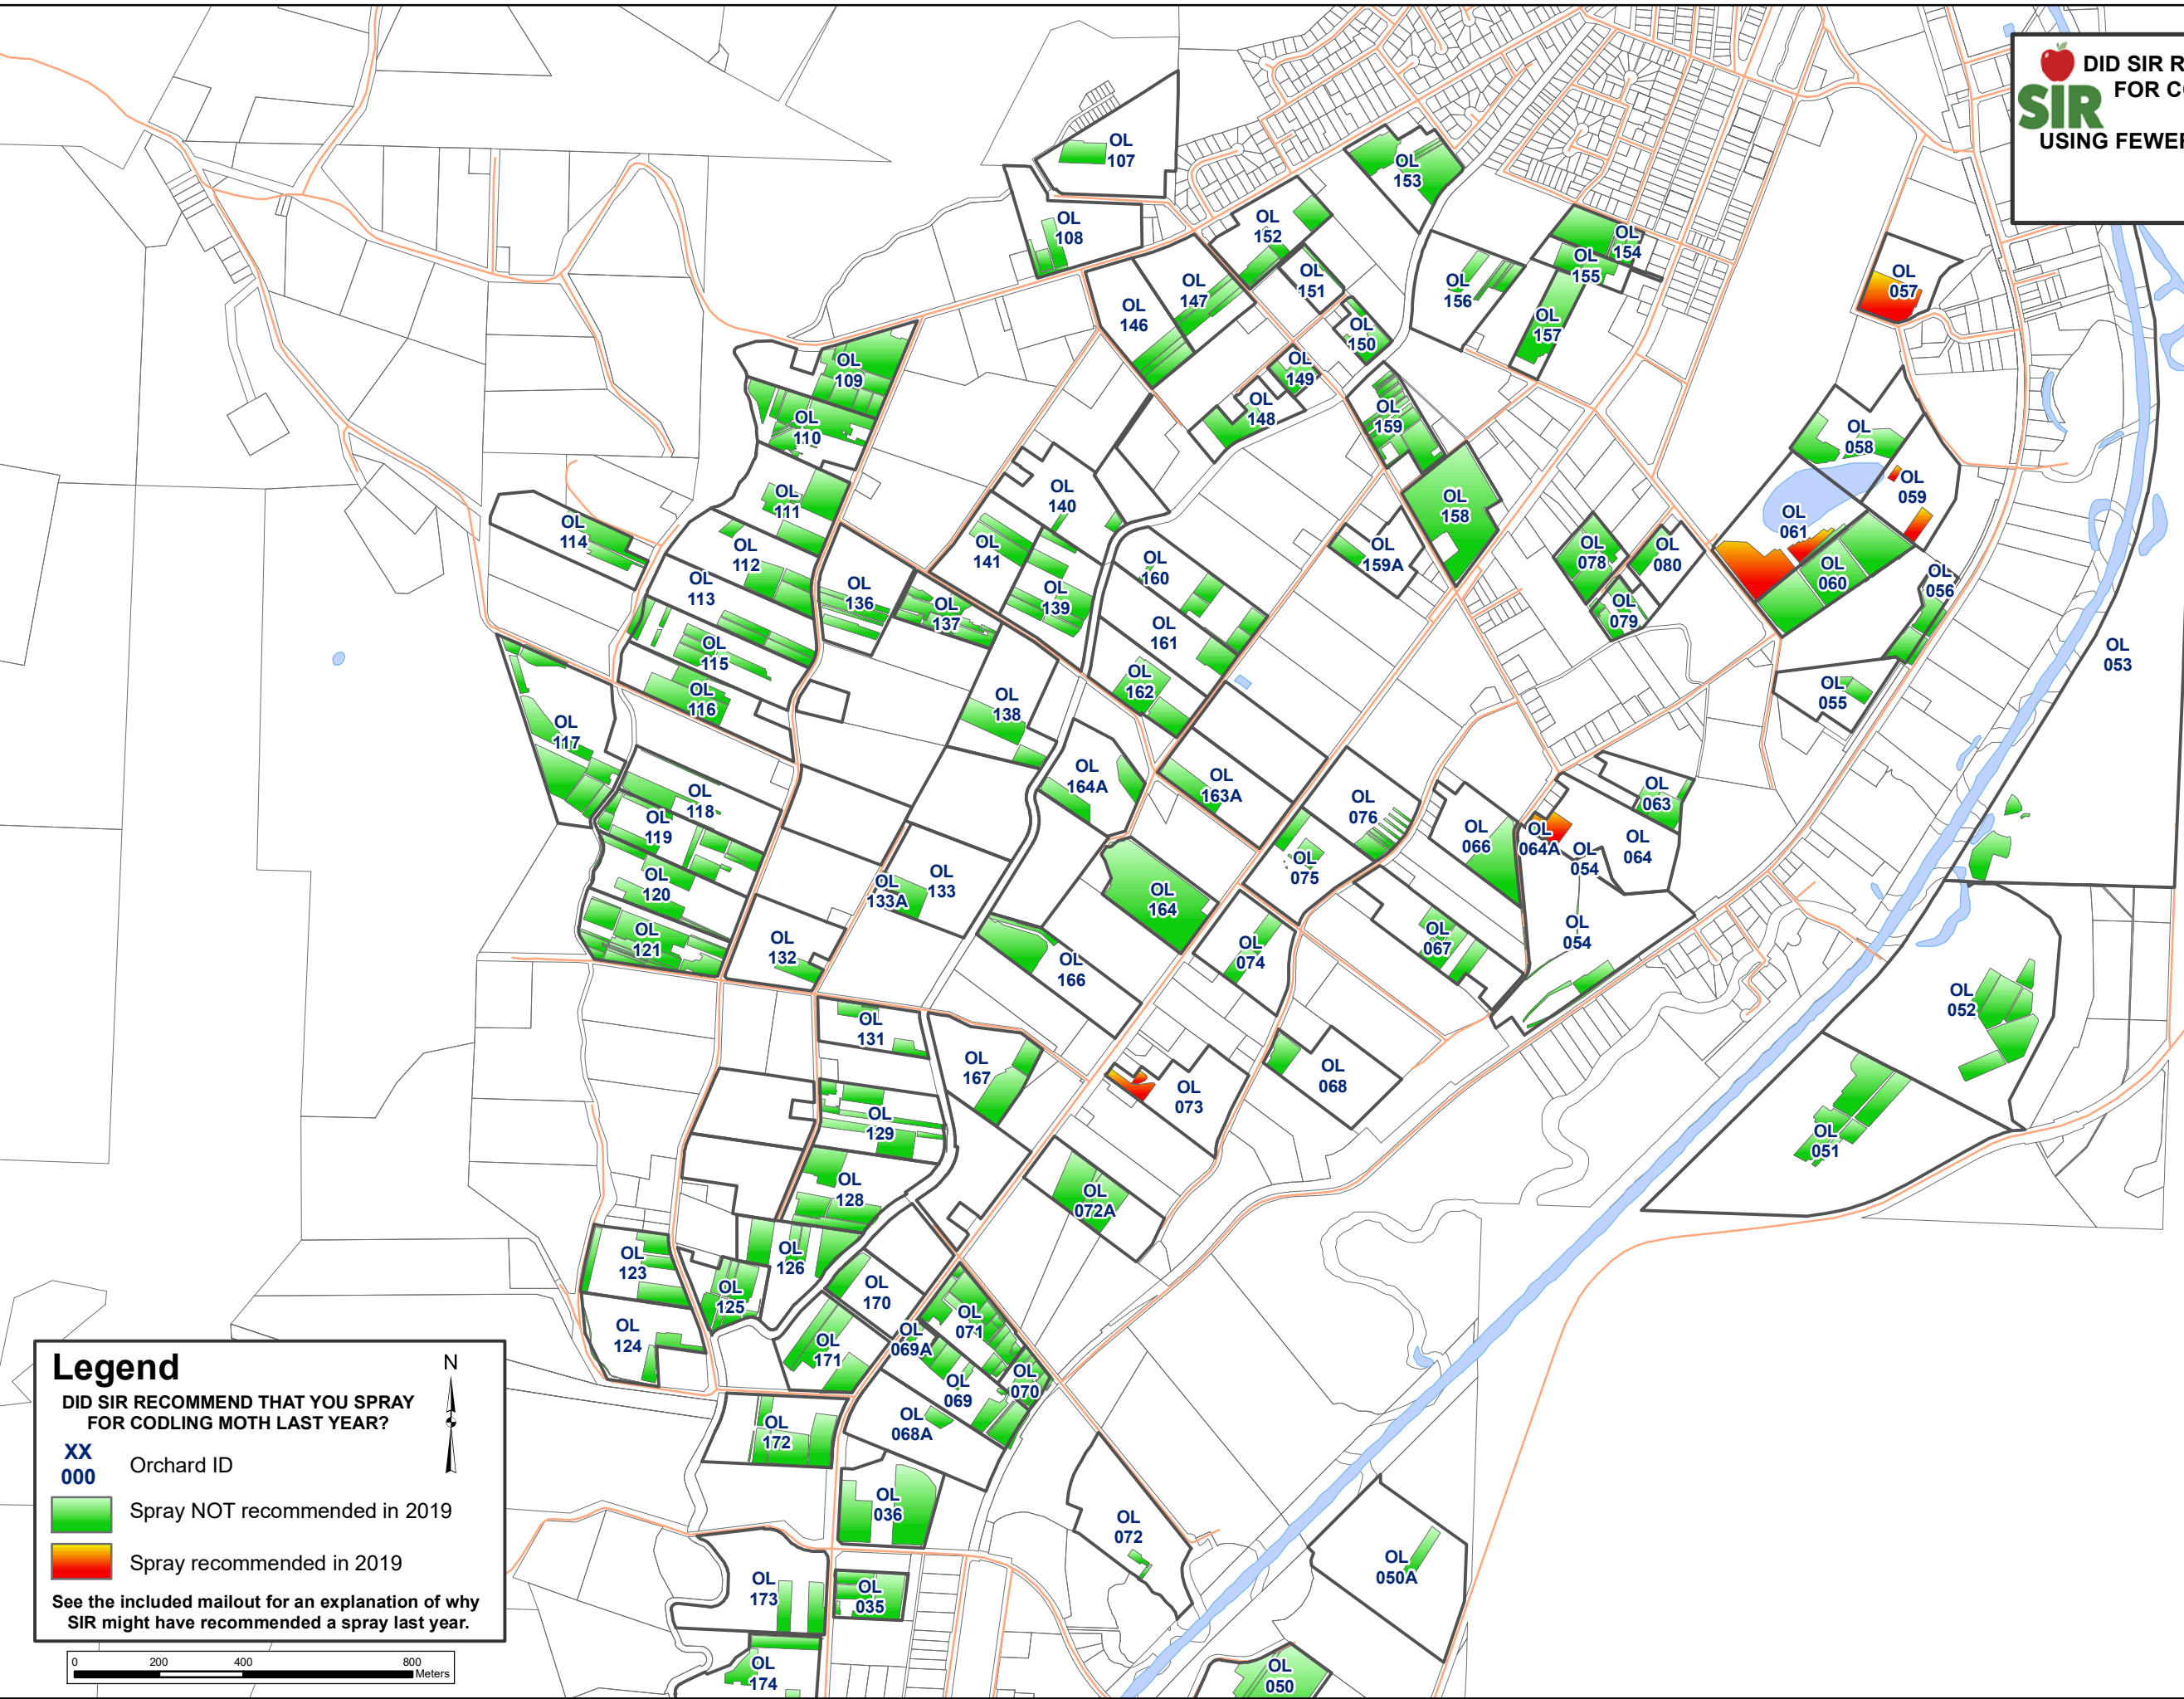 DID SIR R
FOR C
SIR
USING FEWER
OL
107
OL
153
OL
108
OL
152
OL
154
OL
155
OL
151
OL
147
OL
156
OL
057
OL
146
OL
157
OL
150
OL
109
OL
149
OL
148
OL
159
OL
110
OL
058
OL
059
OL
111
OL
140
OL
158
OL
061
OL
114
OL
112
OL
141
OL
159A
OL
078
OL
080
OL
060
OL
056
OL
113
OL
136
OL
137
OL
139
OL
160
OL
079
OL
161
OL
115
OL
053
OL
162
OL
055
OL
116
OL
138
OL
117
OL
164A
OL
163A
OL
076
OL
063
OL
118
OL
119
OL
066
OL
064A
OL
054
OL
064
OL
075
OL
120
OL
133A
OL
133
OL
164
OL
054
OL
067
OL
121
OL
132
OL
074
OL
166
OL
052
OL
131
OL
167
OL
068
OL
073
OL
129
OL
051
OL
128
OL
072A
OL
123
OL
126
OL
125
OL
170
OL
124
OL
171
OL
069A
OL
071
OL
069
OL
070
OL
068A
OL
172
OL
036
OL
072
OL
050A
OL
173
OL
035
OL
174
OL
050
Legend
N
DID SIR RECOMMEND THAT YOU SPRAY
FOR CODLING MOTH LAST YEAR?
XX
000
Orchard ID
Spray NOT recommended in 2019
Spray recommended in 2019
See the included mailout for an explanation of why
SIR might have recommended a spray last year.
0 200 400 800
Meters